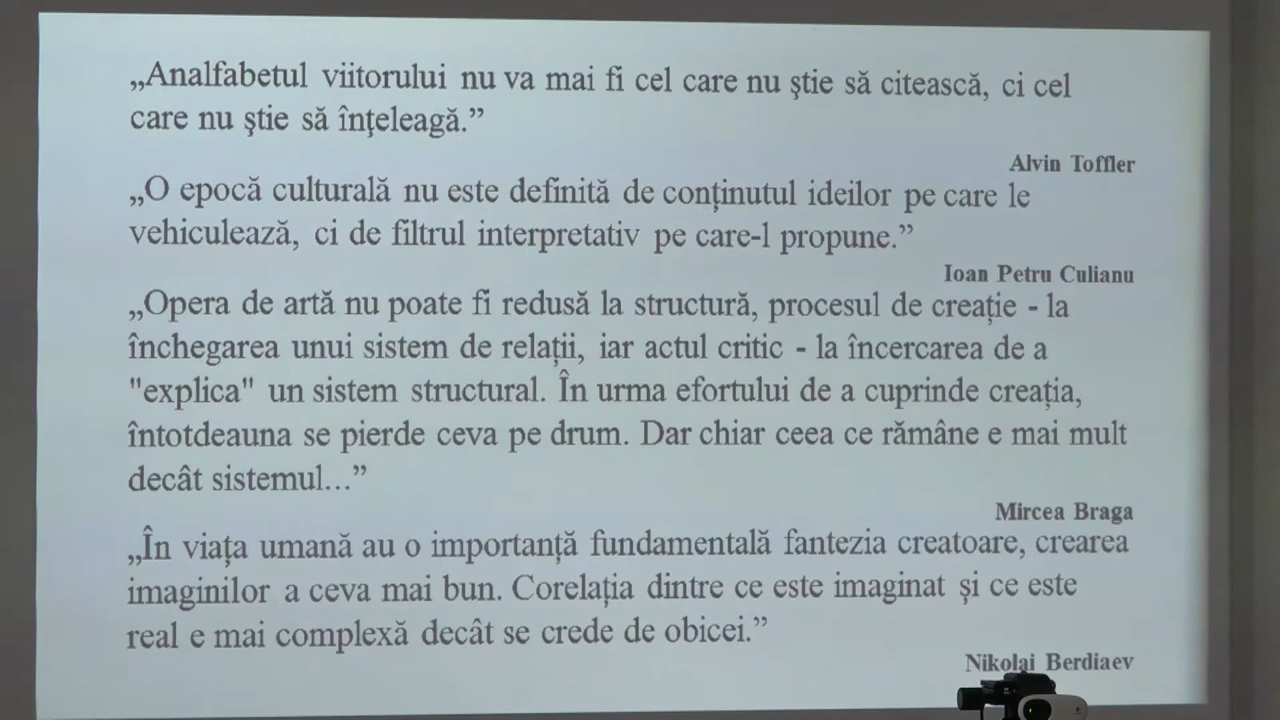 „Analfabetul viitorului nu va mai fi cel care nu ştie să citească, ci cel
care nu ştie să înţeleagă.”
Alvin Toffler
„O epocă culturală nu este definită de conținutul ideilor pe care le
vehiculează, ci de filtrul interpretativ pe care-l propune.”
Ioan Petru Culianu
„Opera de artă nu poate fi redusă la structură, procesul de creație - la
închegarea unui sistem de relații, iar actul critic - la încercarea de a
"explica" un sistem structural. În urma efortului de a cuprinde creația,
întotdeauna se pierde ceva pe drum. Dar chiar ceea ce rămâne e mai mult
decât sistemul…”
Mircea Braga
„În viața umană au o importanță fundamentală fantezia creatoare, crearea
imaginilor a ceva mai bun. Corelația dintre ce este imaginat și ce este
real e mai complexă decât se crede de obicei.”
Nikolai Berdiaev